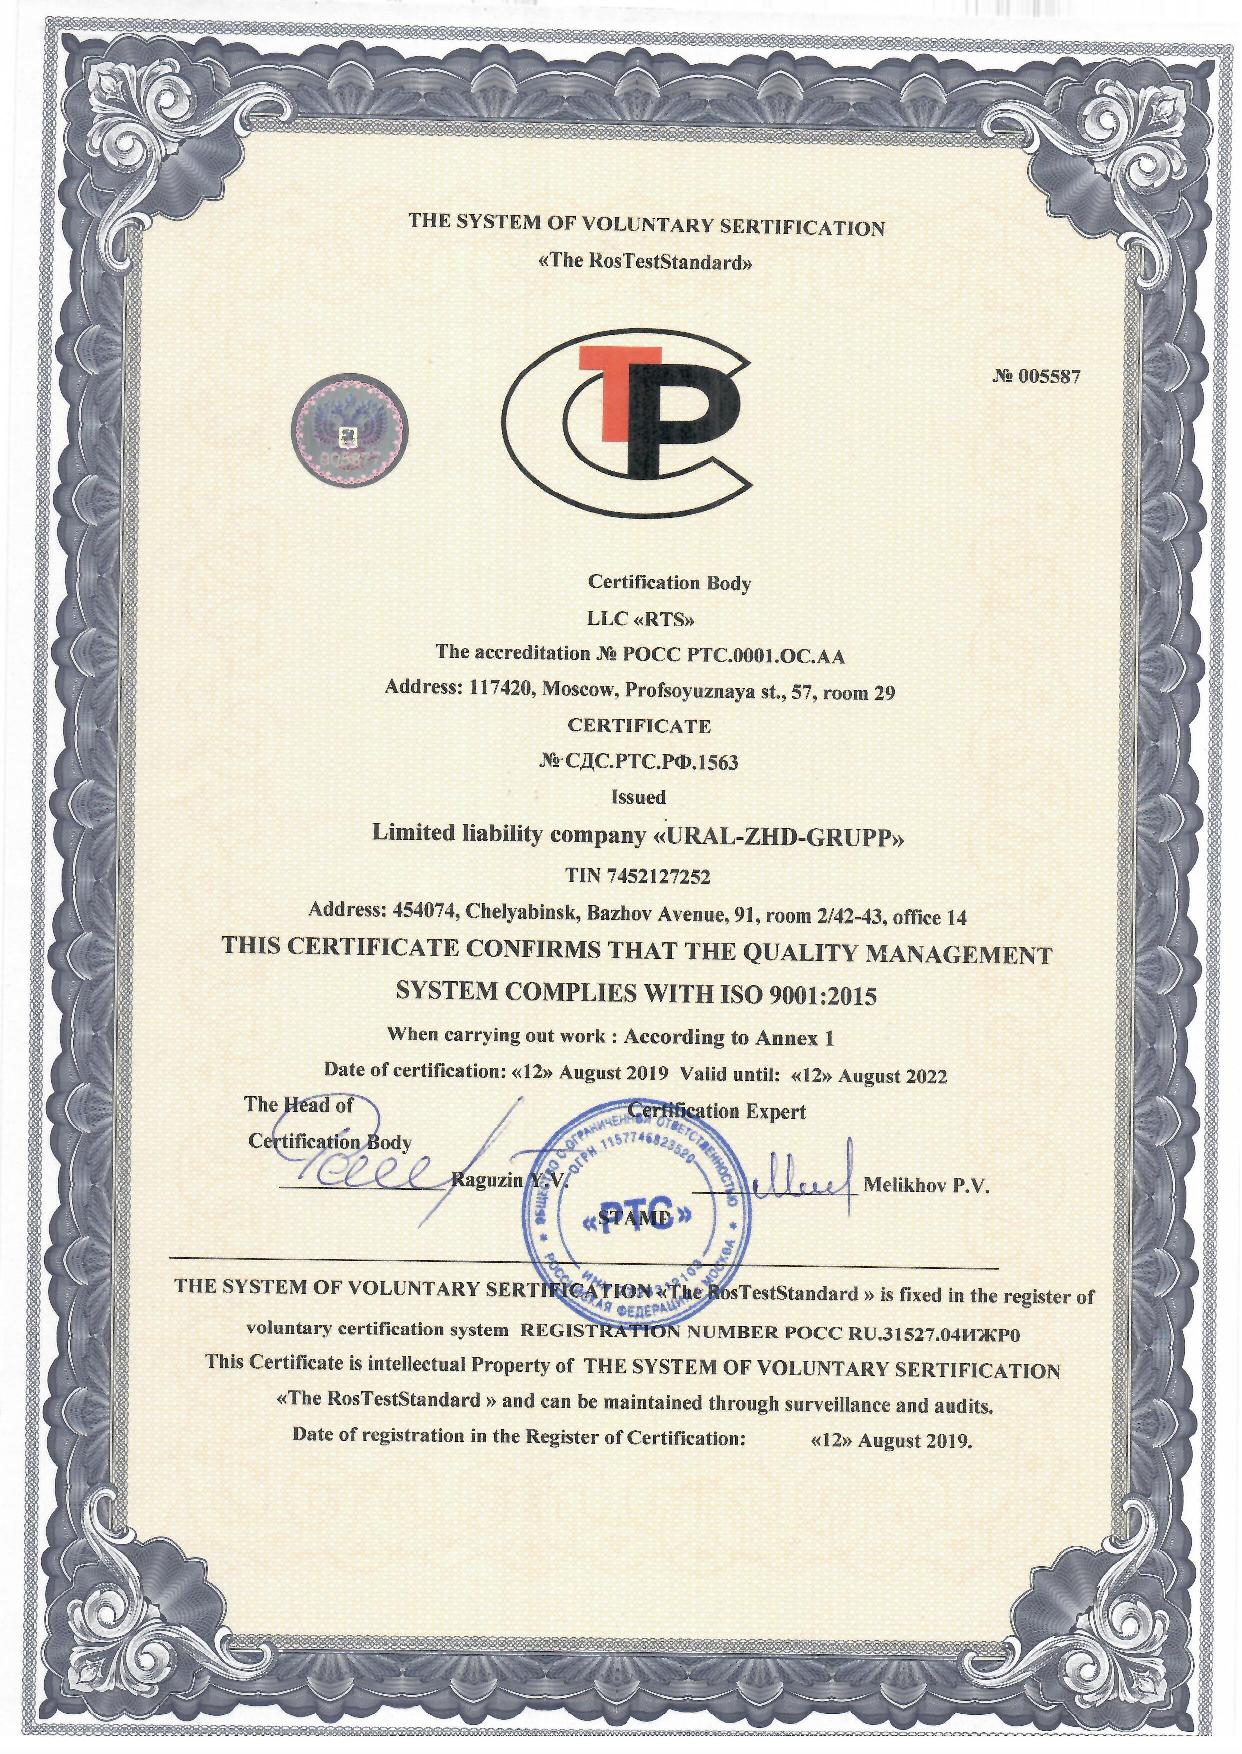 THE SYSTEM OF VOLUNTARY SERTIFICATION
«The RosTestStandard»
№ 005587
Certification Body
LLC «RTS»
The accreditation № РОСС РТС.0001.ОС.АА
Address: 117420, Moscow, Profsoyuznaya st., 57, room 29
CERTIFICATE
№ СДС.РТС.РФ.1563
Issued
Limited liability company «URAL-ZHD-GRUPP»
TIN 7452127252
Address: 454074, Chelyabinsk, Bazhov Avenue, 91, room 2/42-43, office 14
THIS CERTIFICATE CONFIRMS THAT THE QUALITY MANAGEMENT
SYSTEM COMPLIES WITH ISO 9001:2015
When carrying out work : According to Annex 1
Date of certification: «12» August 2019 Valid until: «12» August 2022
The Head of
Certification Body
Raguzin Y.V.
Certification Expert
Melikhov P.V.
STAMP
ОБЩЕСТВО С ОГРАНИЧЕННОЙ ОТВЕТСТВЕННОСТЬЮ
ОГРН 1157746823520
«РТС»
РОССИЙСКАЯ ФЕДЕРАЦИЯ МОСКВА
THE SYSTEM OF VOLUNTARY SERTIFICATION «The RosTestStandard » is fixed in the register of
voluntary certification system REGISTRATION NUMBER РОСС RU.31527.04ИЖР0
This Certificate is intellectual Property of THE SYSTEM OF VOLUNTARY SERTIFICATION
«The RosTestStandard » and can be maintained through surveillance and audits.
Date of registration in the Register of Certification: «12» August 2019.